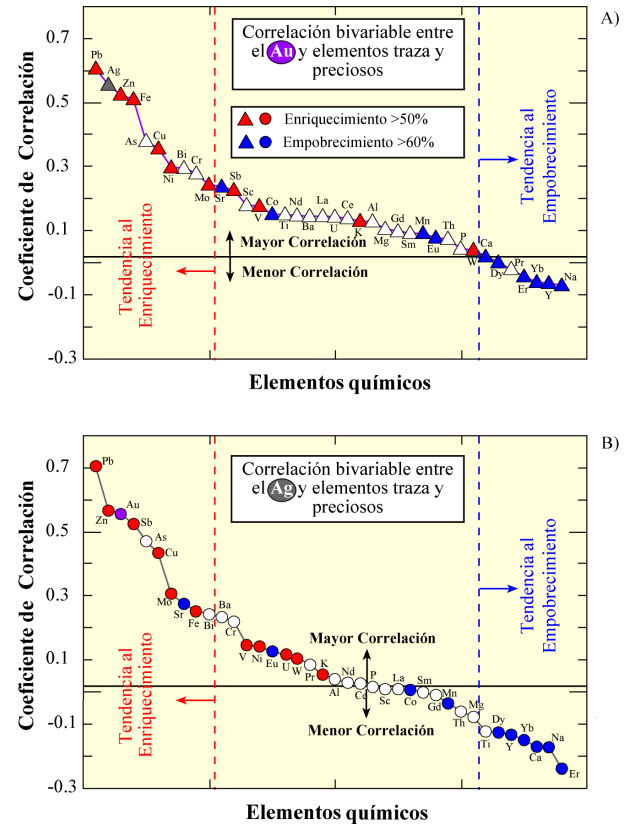 A)
0.7
0.5
0.3
0.1
-0.1
-0.3
Coeficiente de Correlación
Correlación bivariable entre
el Au y elementos traza y
preciosos
Enriquecimiento >50%
Empobrecimiento >60%
Pb
Ag
Zn
Fe
As
Cu
Ni
Bi
Cr
Mo
Sr
Sb
Sc
V
Co
Ti
Nd
Ba
La
U
Ce
K
Al
Mg
Gd
Sm
Mn
Eu
Th
P
W
Ca
Dy
Pr
Er
Yb
Y
Na
Mayor Correlación
Menor Correlación
Tendencia al
Enriquecimiento
Tendencia al
Empobrecimiento
Elementos químicos
B)
0.7
0.5
0.3
0.1
-0.1
-0.3
Coeficiente de Correlación
Correlación bivariable entre
el Ag y elementos traza y
preciosos
Pb
Zn
Au
Sb
As
Cu
Mo
Sr
Fe
Bi
Ba
Cr
V
Ni
Eu
U
W
Pr
K
Al
Nd
Ce
P
Sc
La
Co
Sm
Gd
Mn
Th
Mg
Ti
Dy
Y
Yb
Ca
Na
Er
Mayor Correlación
Menor Correlación
Tendencia al
Enriquecimiento
Tendencia al
Empobrecimiento
Elementos químicos